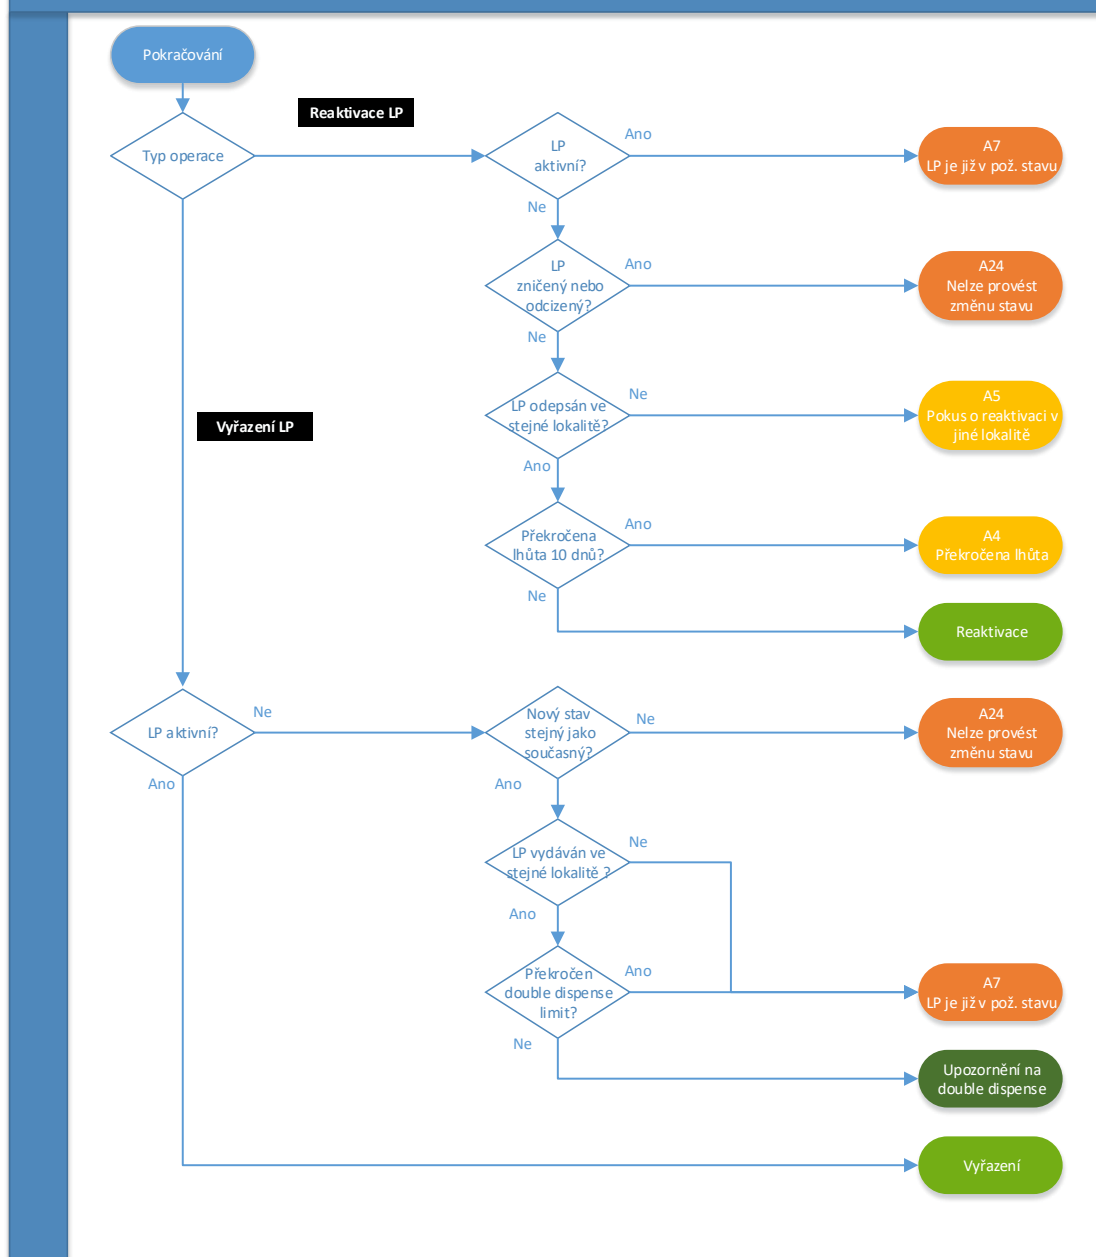 Pokračování
Reaktivace LP
Typ operace
LP
aktivní?
Ano
A7
LP je již v pož. stavu
Ne
LP
zničený nebo
odcizený?
Ano
A24
Nelze provést
změnu stavu
Ne
LP odepsán ve
stejné lokalitě?
Ne
A5
Pokus o reaktivaci v
jiné lokalitě
Vyřazení LP
Ano
Překročena
lhůta 10 dnů?
Ano
A4
Překročena lhůta
Ne
Reaktivace
LP aktivní?
Ne
Nový stav
stejný jako
současný?
Ne
A24
Nelze provést
změnu stavu
Ano
Ano
LP vydáván ve
stejné lokalitě ?
Ne
Ano
Překročen
double dispense
limit?
Ano
A7
LP je již v pož. stavu
Ne
Upozornění na
double dispense
Vyřazení